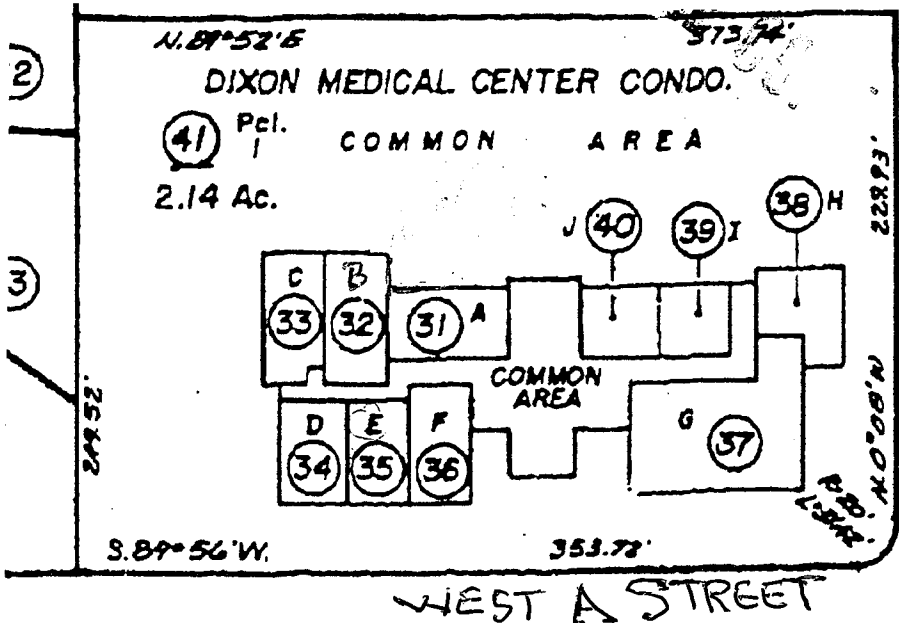 N.89°52'E 373.74'
2
DIXON MEDICAL CENTER CONDO.
41 Pcl. 1 COMMON AREA
2.14 Ac.
229.93'
J 40 39 I 38 H
3
C B
33 32 31 A
COMMON
AREA
D E F G
34 35 36 37
249.52'
N.0°08'W
R=20'
S.89°56'W. 353.78'
WEST A STREET